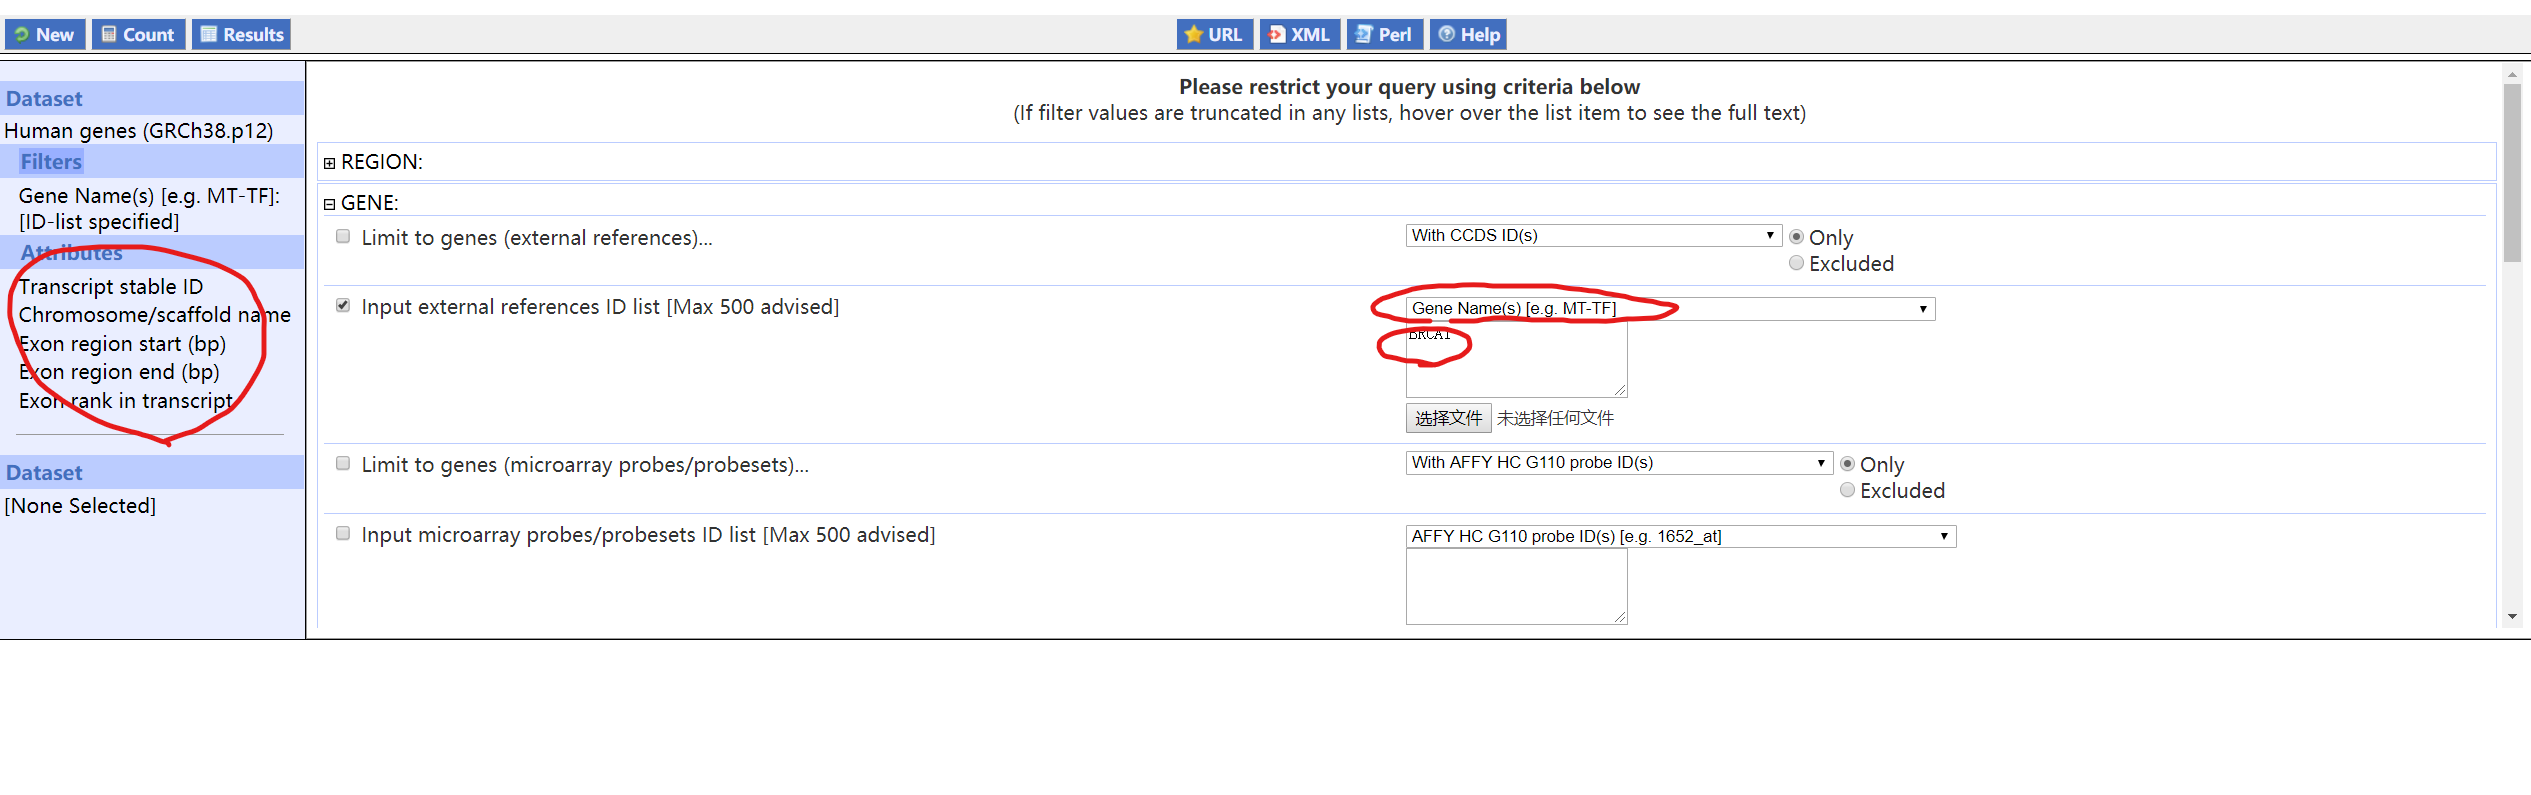 New Count Results URL XML Perl Help
Dataset
Human genes (GRCh38.p12)
Filters
Gene Name(s) [e.g. MT-TF]:
[ID-list specified]
Attributes
Transcript stable ID
Chromosome/scaffold name
Exon region start (bp)
Exon region end (bp)
Exon rank in transcript
Dataset
[None Selected]
Please restrict your query using criteria below
(If filter values are truncated in any lists, hover over the list item to see the full text)
REGION:
GENE:
Limit to genes (external references)...
With CCDS ID(s)
Only
Excluded
Input external references ID list [Max 500 advised]
Gene Name(s) [e.g. MT-TF]
BRCA1
选择文件 未选择任何文件
Limit to genes (microarray probes/probesets)...
With AFFY HC G110 probe ID(s)
Only
Excluded
Input microarray probes/probesets ID list [Max 500 advised]
AFFY HC G110 probe ID(s) [e.g. 1652_at]